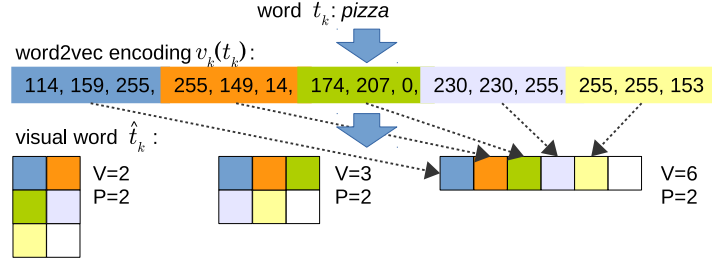 word t_k: pizza
word2vec encoding v_k(t_k):
114, 159, 255, 255, 149, 14, 174, 207, 0, 230, 230, 255, 255, 255, 153
visual word t̂_k :
V=2 V=3 V=6
P=2 P=2 P=2